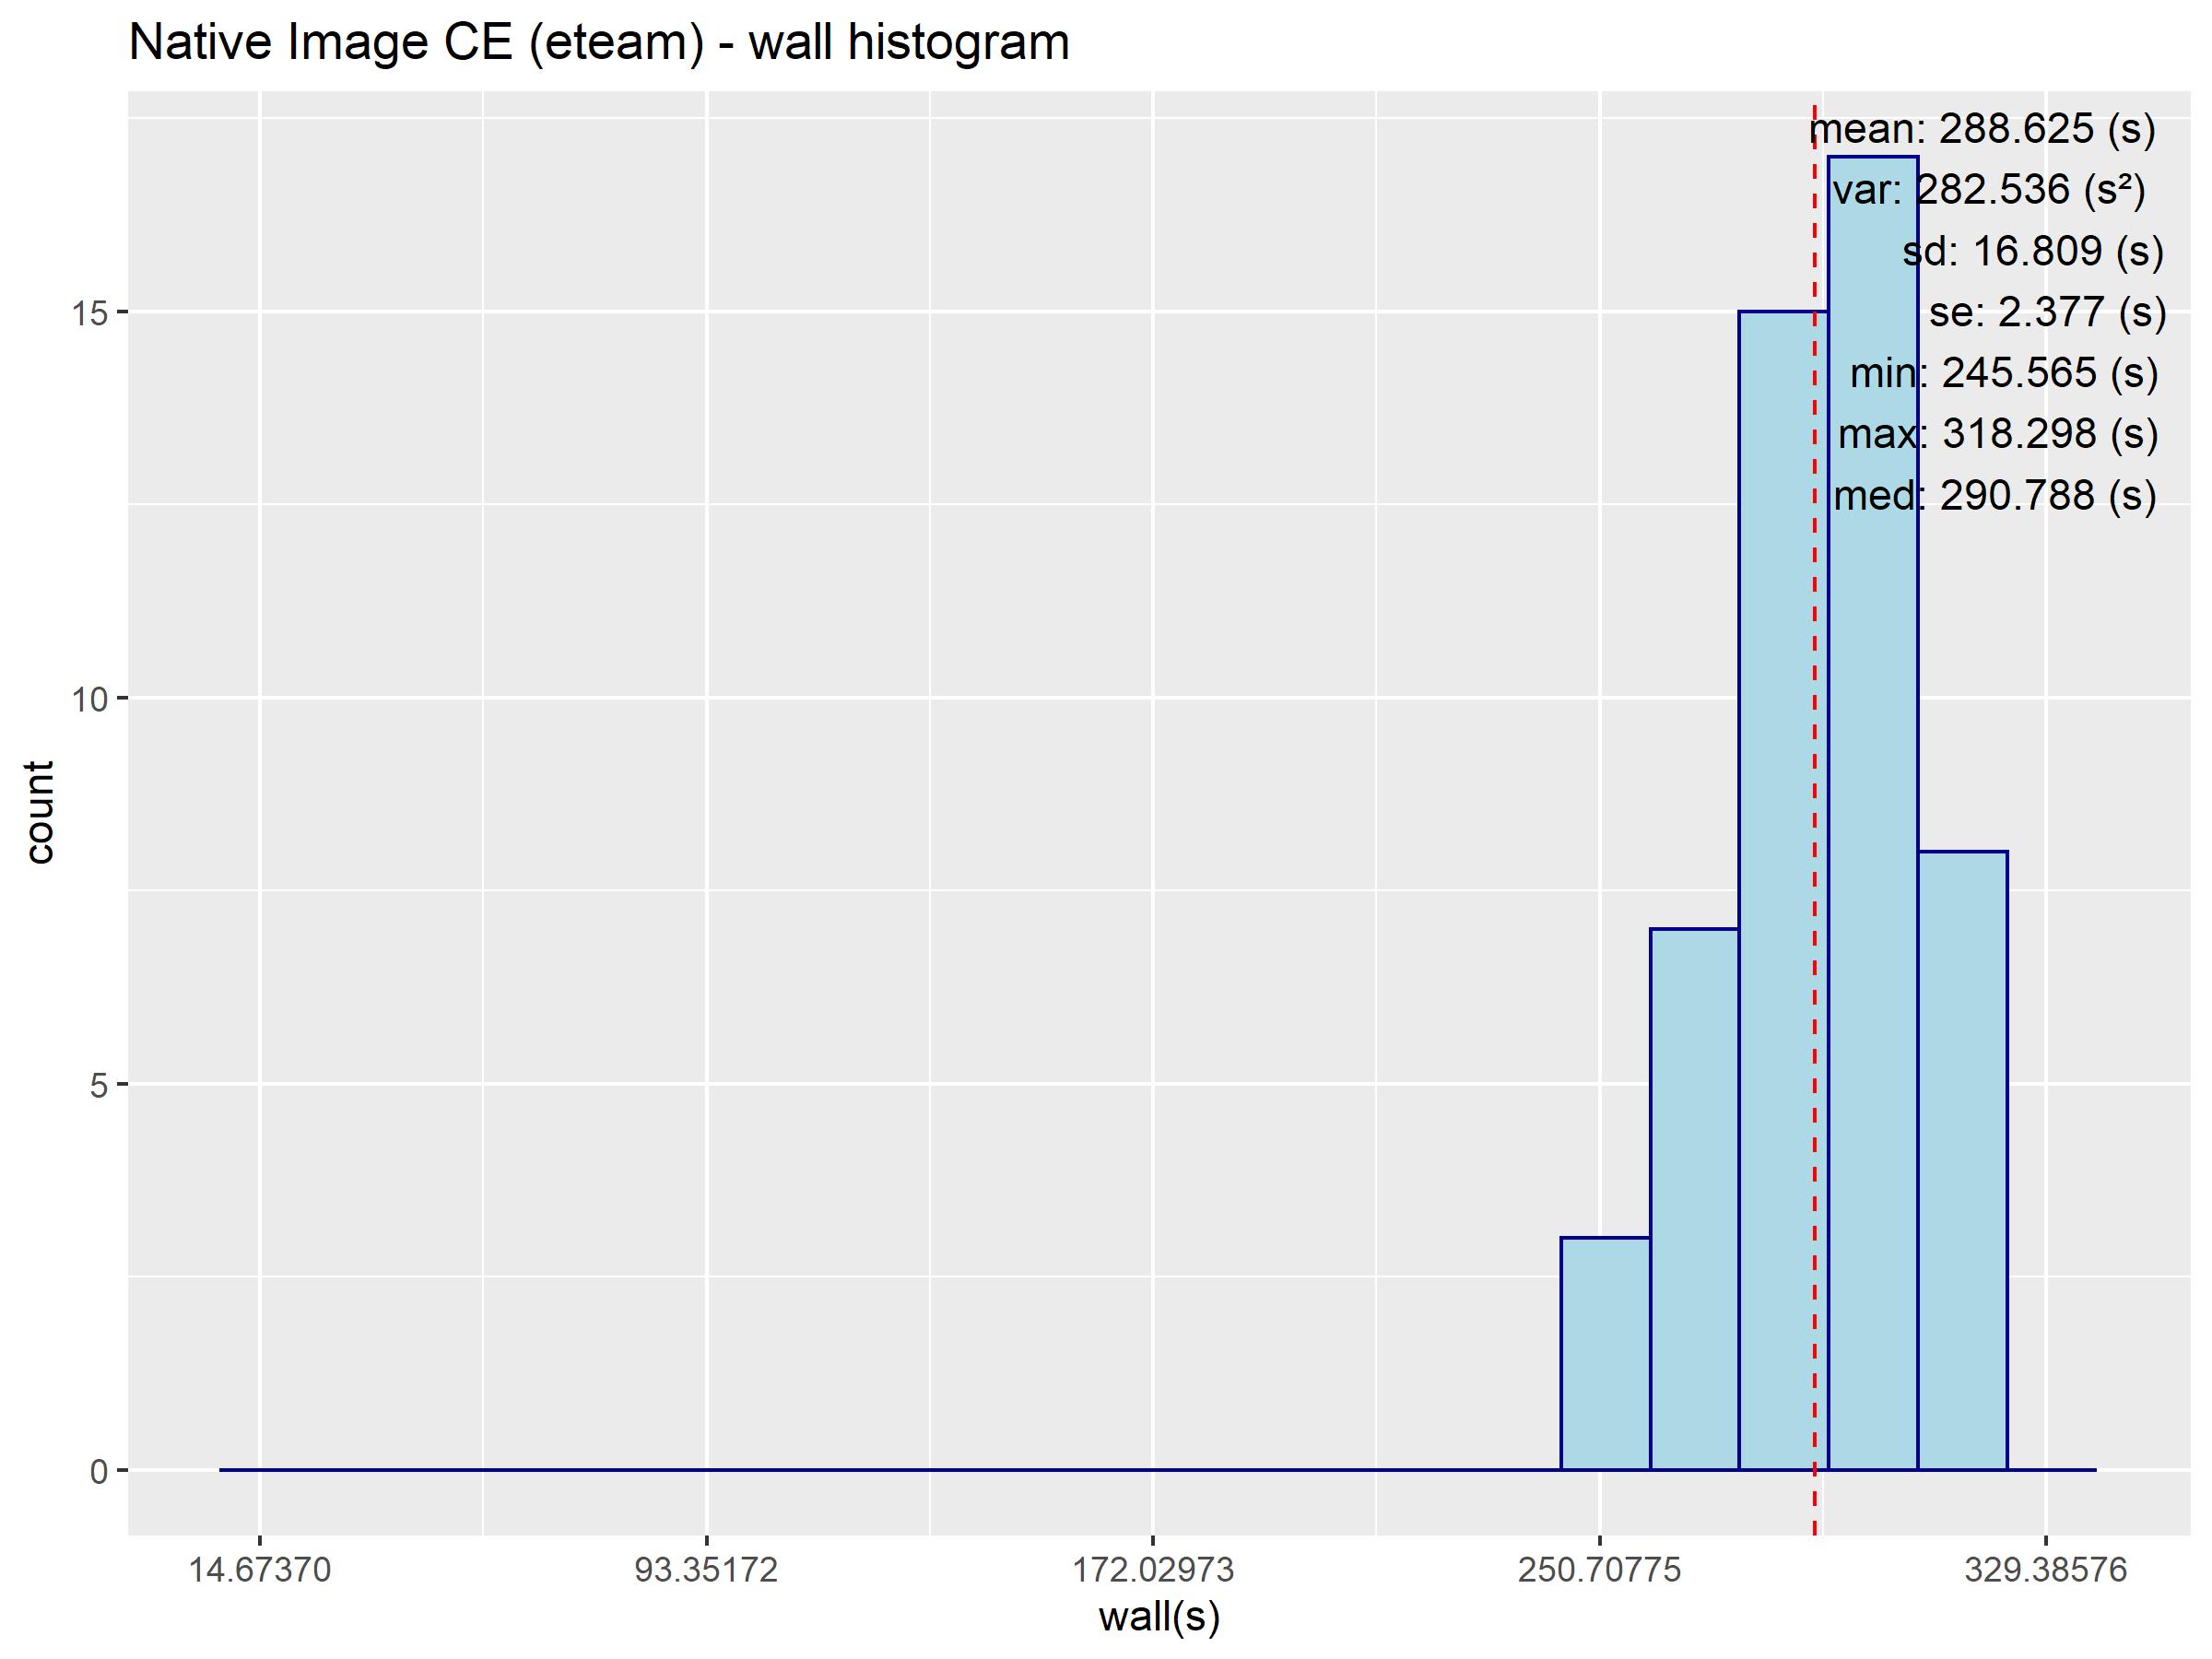 Native Image CE (eteam) - wall histogram
mean: 288.625 (s)
var: 282.536 (s²)
sd: 16.809 (s)
se: 2.377 (s)
min: 245.565 (s)
max: 318.298 (s)
med: 290.788 (s)
15
10
5
0
count
14.67370 93.35172 172.02973 250.70775 329.38576
wall(s)